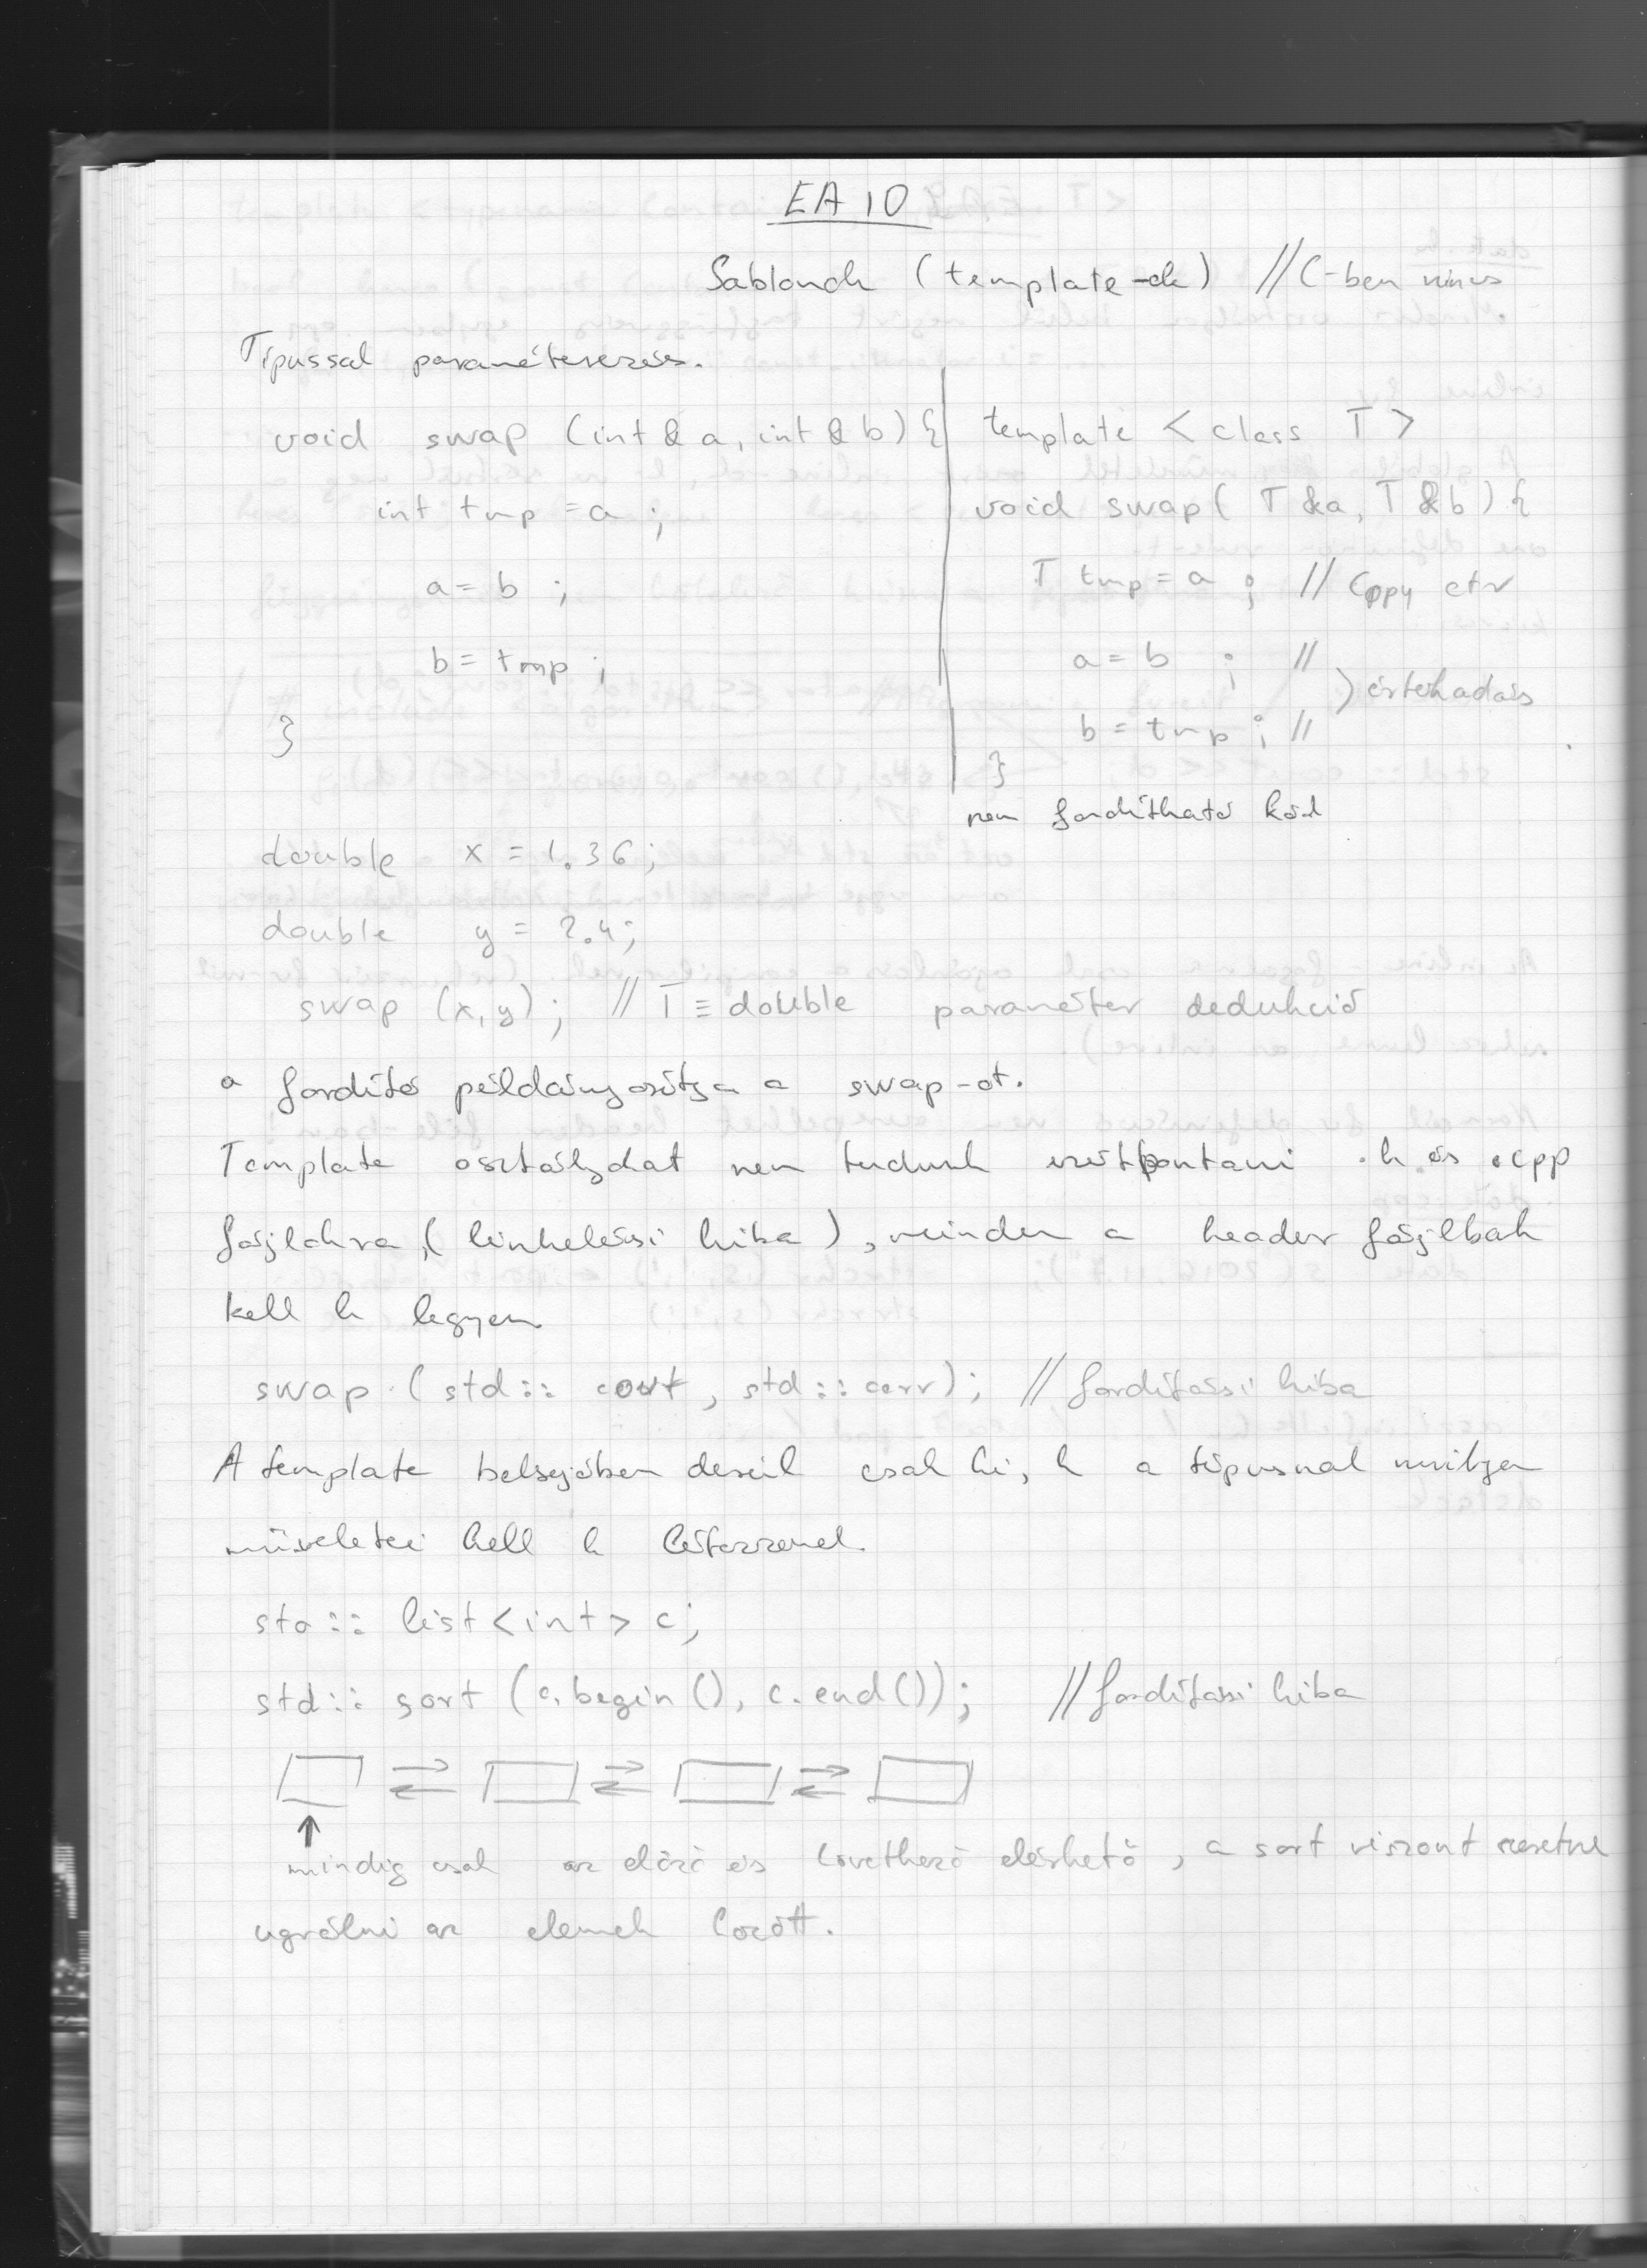 EA 10
Sablonok (template-ek) // C-ben nincs
Típussal paraméterezés.
void swap (int & a, int & b) {
int tmp = a ;
a = b ;
b = tmp ;
}
template < class T >
void swap ( T &a, T & b ) {
T tmp = a ; // Copy ctr
a = b ; //
) értékadás
b = tmp ; //
}
nem fordítható kód
double x = 1.36;
double y = 2.4;
swap (x, y) ; // T ≡ double paraméter dedukció
a fordító példányosítja a swap-ot.
Template osztályokat nem tudunk szétbontani .h és .cpp
fájlokra, ( linkelési hiba ), minden a header fájlban
kell h legyen
swap ( std :: cout , std :: cerr ) ; // fordítási hiba
A template belsejében derül csak ki, h a típusnak milyen
műveletei kell h létezzenek.
std :: list < int > c;
std :: sort (c.begin (), c.end ()) ; // fordítási hiba
mindig csak az előző és következő elérhető , a sort viszont szeretne
ugrálni az elemek között.